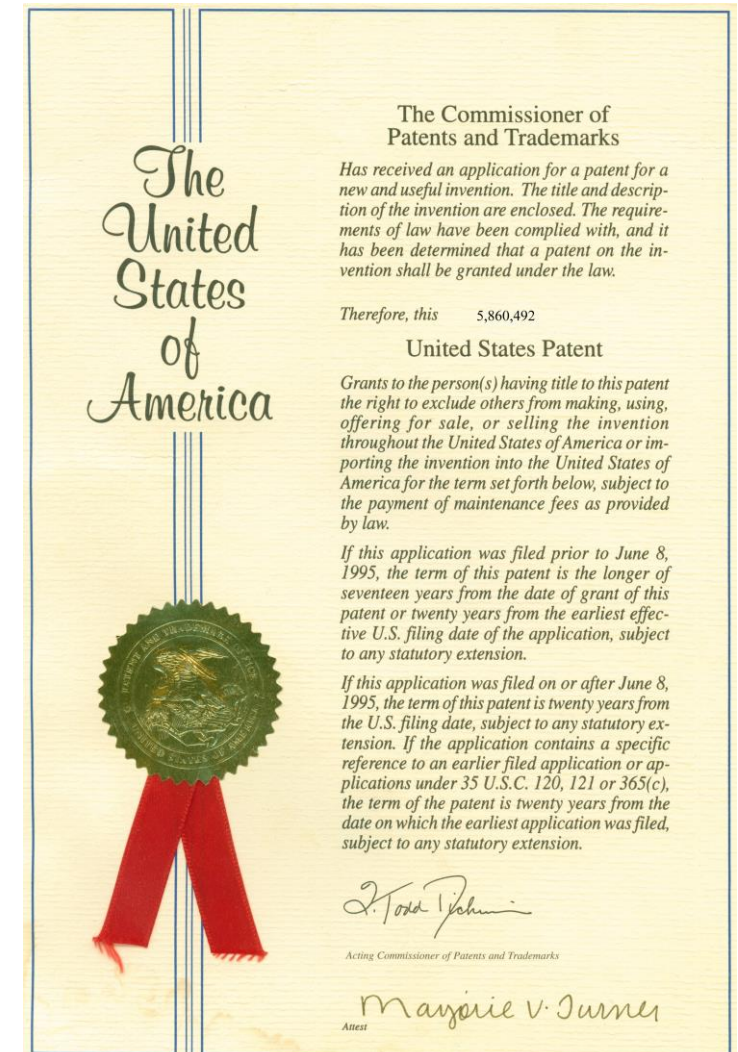 The
United
States
of
America
The Commissioner of
Patents and Trademarks
Has received an application for a patent for a
new and useful invention. The title and descrip-
tion of the invention are enclosed. The require-
ments of law have been complied with, and it
has been determined that a patent on the in-
vention shall be granted under the law.
Therefore, this 5,860,492
United States Patent
Grants to the person(s) having title to this patent
the right to exclude others from making, using,
offering for sale, or selling the invention
throughout the United States of America or im-
porting the invention into the United States of
America for the term set forth below, subject to
the payment of maintenance fees as provided
by law.
If this application was filed prior to June 8,
1995, the term of this patent is the longer of
seventeen years from the date of grant of this
patent or twenty years from the earliest effec-
tive U.S. filing date of the application, subject
to any statutory extension.
If this application was filed on or after June 8,
1995, the term of this patent is twenty years from
the U.S. filing date, subject to any statutory ex-
tension. If the application contains a specific
reference to an earlier filed application or ap-
plications under 35 U.S.C. 120, 121 or 365(c),
the term of the patent is twenty years from the
date on which the earliest application was filed,
subject to any statutory extension.
Todd
Acting Commissioner of Patents and Trademarks
Marjorie V. Turner
Attest
PATENT AND TRADEMARK OFFICE
UNITED STATES OF AMERICA